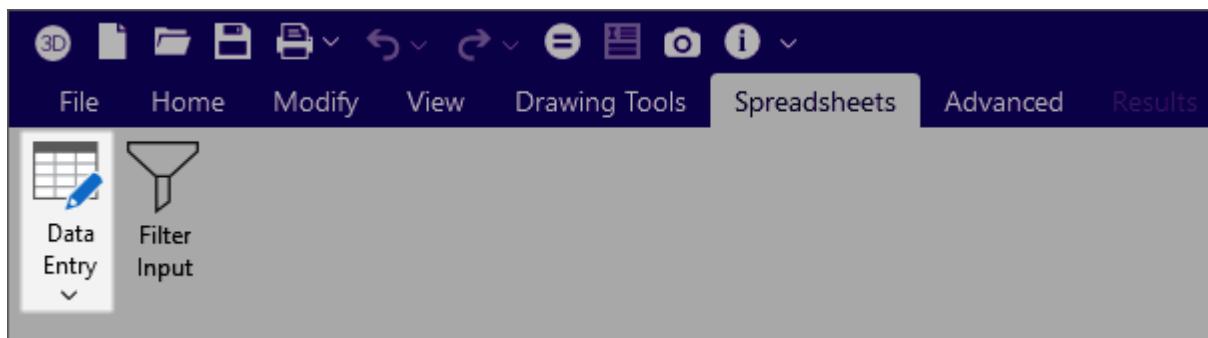 3D
File Home Modify View Drawing Tools Spreadsheets Advanced Results
Data Entry
Filter Input